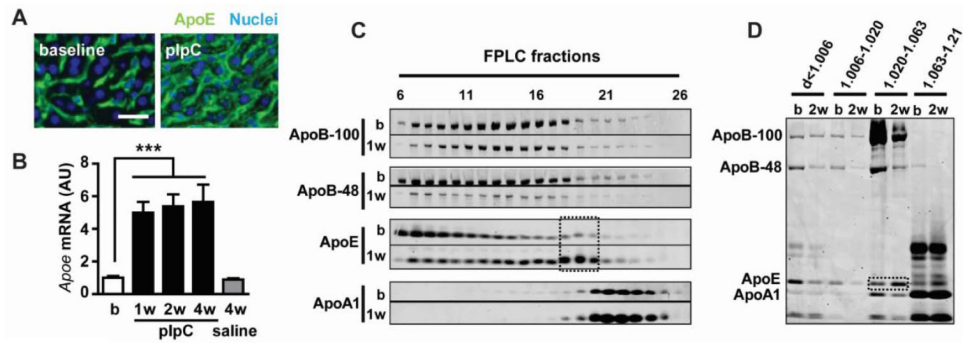 A
ApoE Nuclei
baseline
pIpC
B
***
Apoe mRNA (AU)
8
6
4
2
0
b 1w 2w 4w 4w
pIpC saline
C
FPLC fractions
6 11 16 21 26
ApoB-100
b
1w
ApoB-48
b
1w
ApoE
b
1w
ApoA1
b
1w
D
d<1.006 1.006-1.020 1.020-1.063 1.063-1.21
b 2w b 2w b 2w b 2w
ApoB-100
ApoB-48
ApoE
ApoA1